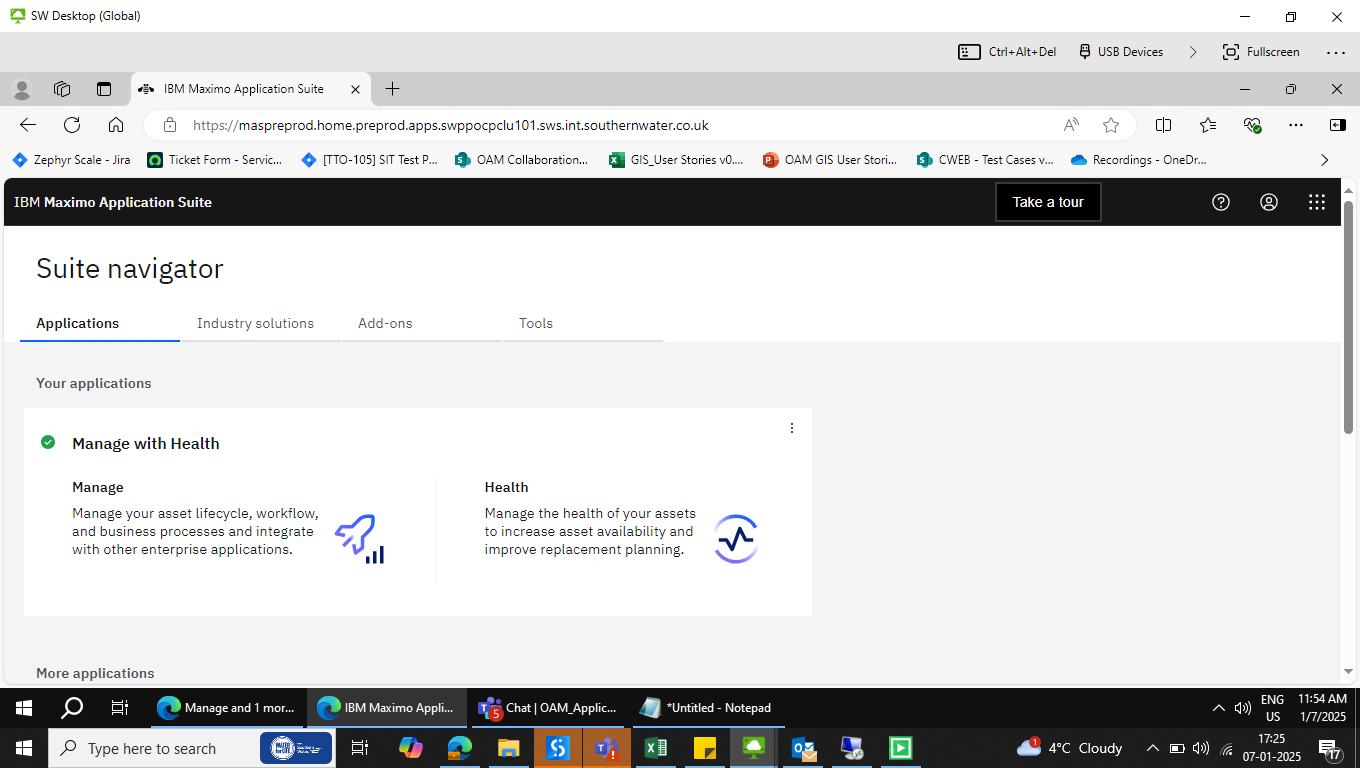 SW Desktop (Global)
Ctrl+Alt+Del
USB Devices
Fullscreen
IBM Maximo Application Suite
https://maspreprod.home.preprod.apps.swppocpclu101.sws.int.southernwater.co.uk
Zephyr Scale - Jira
Ticket Form - Servic...
[TTO-105] SIT Test P...
OAM Collaboration...
GIS_User Stories v0....
OAM GIS User Stori...
CWEB - Test Cases v...
Recordings - OneDr...
IBM Maximo Application Suite
Take a tour
Suite navigator
Applications
Industry solutions
Add-ons
Tools
Your applications
Manage with Health
Manage
Manage your asset lifecycle, workflow,
and business processes and integrate
with other enterprise applications.
Health
Manage the health of your assets
to increase asset availability and
improve replacement planning.
More applications
Manage and 1 mor...
IBM Maximo Appli...
5
Chat | OAM_Applic...
*Untitled - Notepad
ENG
US
11:54 AM
1/7/2025
Type here to search
1
4°C Cloudy
17:25
07-01-2025
17